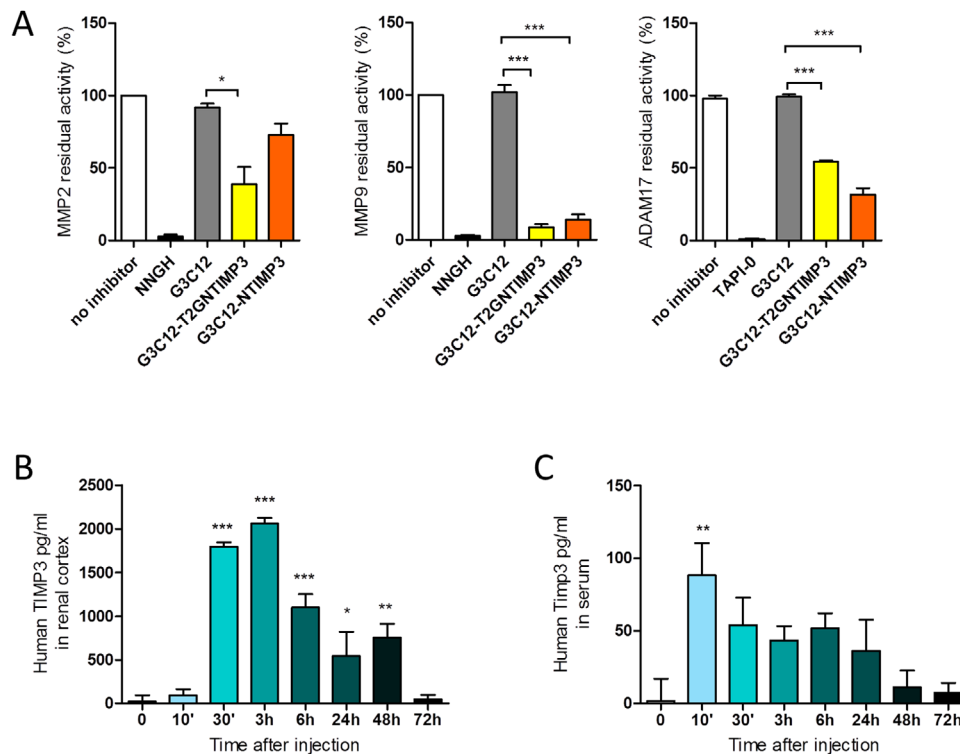 A
MMP2 residual activity (%)
150
100
50
0
no inhibitor
NNGH
G3C12
G3C12-T2GNTIMP3
G3C12-NTIMP3
*
MMP9 residual activity (%)
150
100
50
0
no inhibitor
NNGH
G3C12
G3C12-T2GNTIMP3
G3C12-NTIMP3
***
***
ADAM17 residual activity (%)
150
100
50
0
no inhibitor
TAPI-0
G3C12
G3C12-T2GNTIMP3
G3C12-NTIMP3
***
***
B
Human TIMP3 pg/ml
in renal cortex
2500
2000
1500
1000
500
0
*** *** *** * **
0 10' 30' 3h 6h 24h 48h 72h
Time after injection
C
Human Timp3 pg/ml
in serum
150
100
50
0
**
0 10' 30' 3h 6h 24h 48h 72h
Time after injection